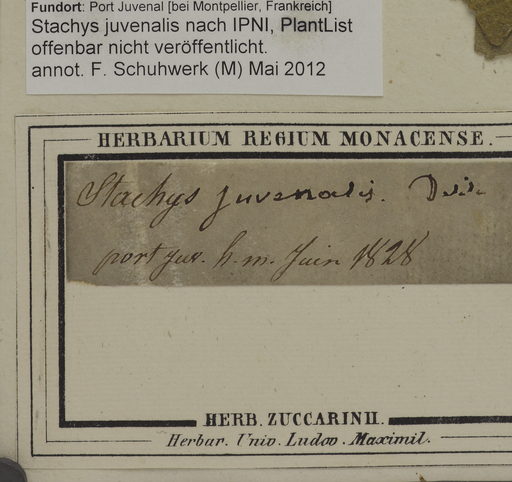 Fundort: Port Juvenal [bei Montpellier, Frankreich]
Stachys juvenalis nach IPNI, PlantList
offenbar nicht veröffentlicht.
annot. F. Schuhwerk (M) Mai 2012
HERBARIUM REGIUM MONACENSE.
Stachys juvenalis.
port juv. h. m. Juin 1828
HERB. ZUCCARINII.
Herbar. Univ. Ludov. Maximil.